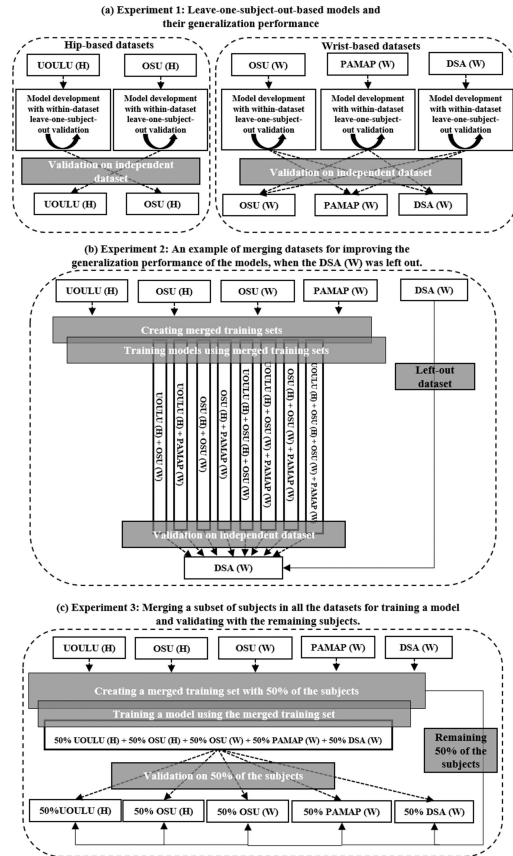 (a) Experiment 1: Leave-one-subject-out-based models and
their generalization performance
Hip-based datasets
Wrist-based datasets
UOULU (H)
OSU (H)
OSU (W)
PAMAP (W)
DSA (W)
Model development
with within-dataset
leave-one-subject-
out validation
Model development
with within-dataset
leave-one-subject-
out validation
Model development
with within-dataset
leave-one-subject-
out validation
Model development
with within-dataset
leave-one-subject-
out validation
Model development
with within-dataset
leave-one-subject-
out validation
Validation on independent
dataset
Validation on independent dataset
UOULU (H)
OSU (H)
OSU (W)
PAMAP (W)
DSA (W)
(b) Experiment 2: An example of merging datasets for improving the
generalization performance of the models, when the DSA (W) was left out.
UOULU (H)
OSU (H)
OSU (W)
PAMAP (W)
DSA (W)
Creating merged training sets
Training models using merged training sets
UOULU (H) + OSU (W)
UOULU (H) + PAMAP (W)
OSU (H) + OSU (W)
OSU (H) + PAMAP (W)
UOULU (H) + OSU (H) + OSU (W)
UOULU (H) + OSU (W) + PAMAP (W)
OSU (H) + OSU (W) + PAMAP (W)
UOULU (H) + OSU (H) + OSU (W) + PAMAP (W)
Left-out
dataset
Validation on independent dataset
DSA (W)
(c) Experiment 3: Merging a subset of subjects in all the datasets for training a model
and validating with the remaining subjects.
UOULU (H)
OSU (H)
OSU (W)
PAMAP (W)
DSA (W)
Creating a merged training set with 50% of the subjects
Training a model using the merged training set
50% UOULU (H) + 50% OSU (H) + 50% OSU (W) + 50% PAMAP (W) + 50% DSA (W)
Remaining
50% of the
subjects
Validation on 50% of the subjects
50%UOULU (H)
50% OSU (H)
50% OSU (W)
50% PAMAP (W)
50% DSA (W)